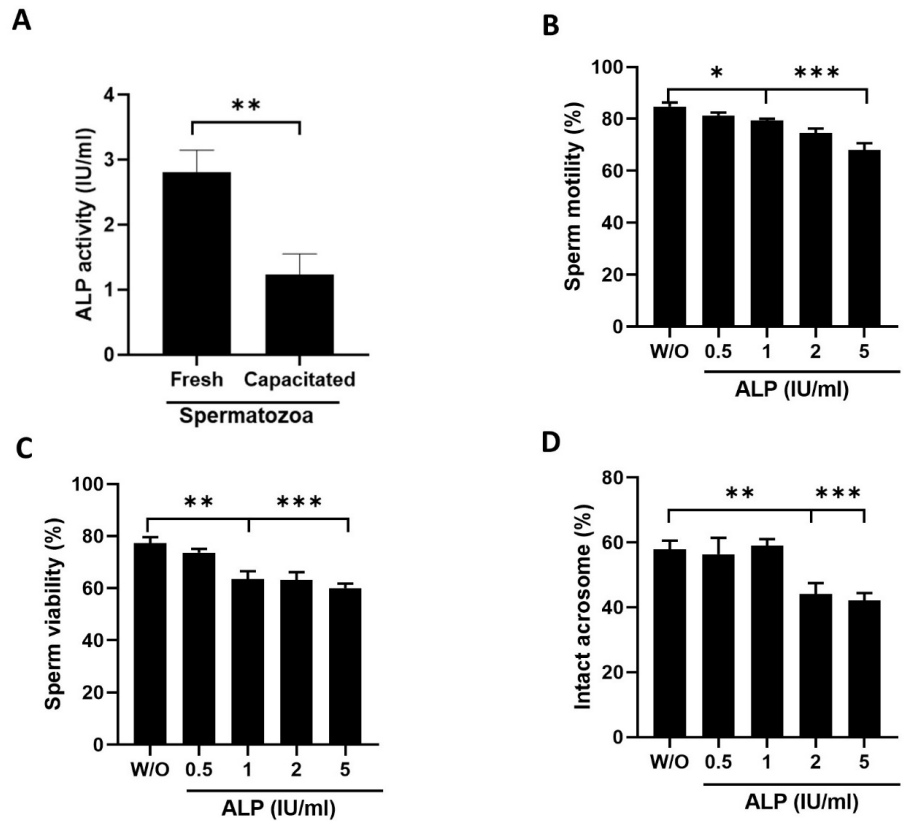 A
ALP activity (IU/ml)
4
3
2
1
0
**
Fresh Capacitated
Spermatozoa
B
Sperm motility (%)
100
80
60
40
20
0
* ***
W/O 0.5 1 2 5
ALP (IU/ml)
C
Sperm viability (%)
100
80
60
40
20
0
** ***
W/O 0.5 1 2 5
ALP (IU/ml)
D
Intact acrosome (%)
80
60
40
20
0
** ***
W/O 0.5 1 2 5
ALP (IU/ml)